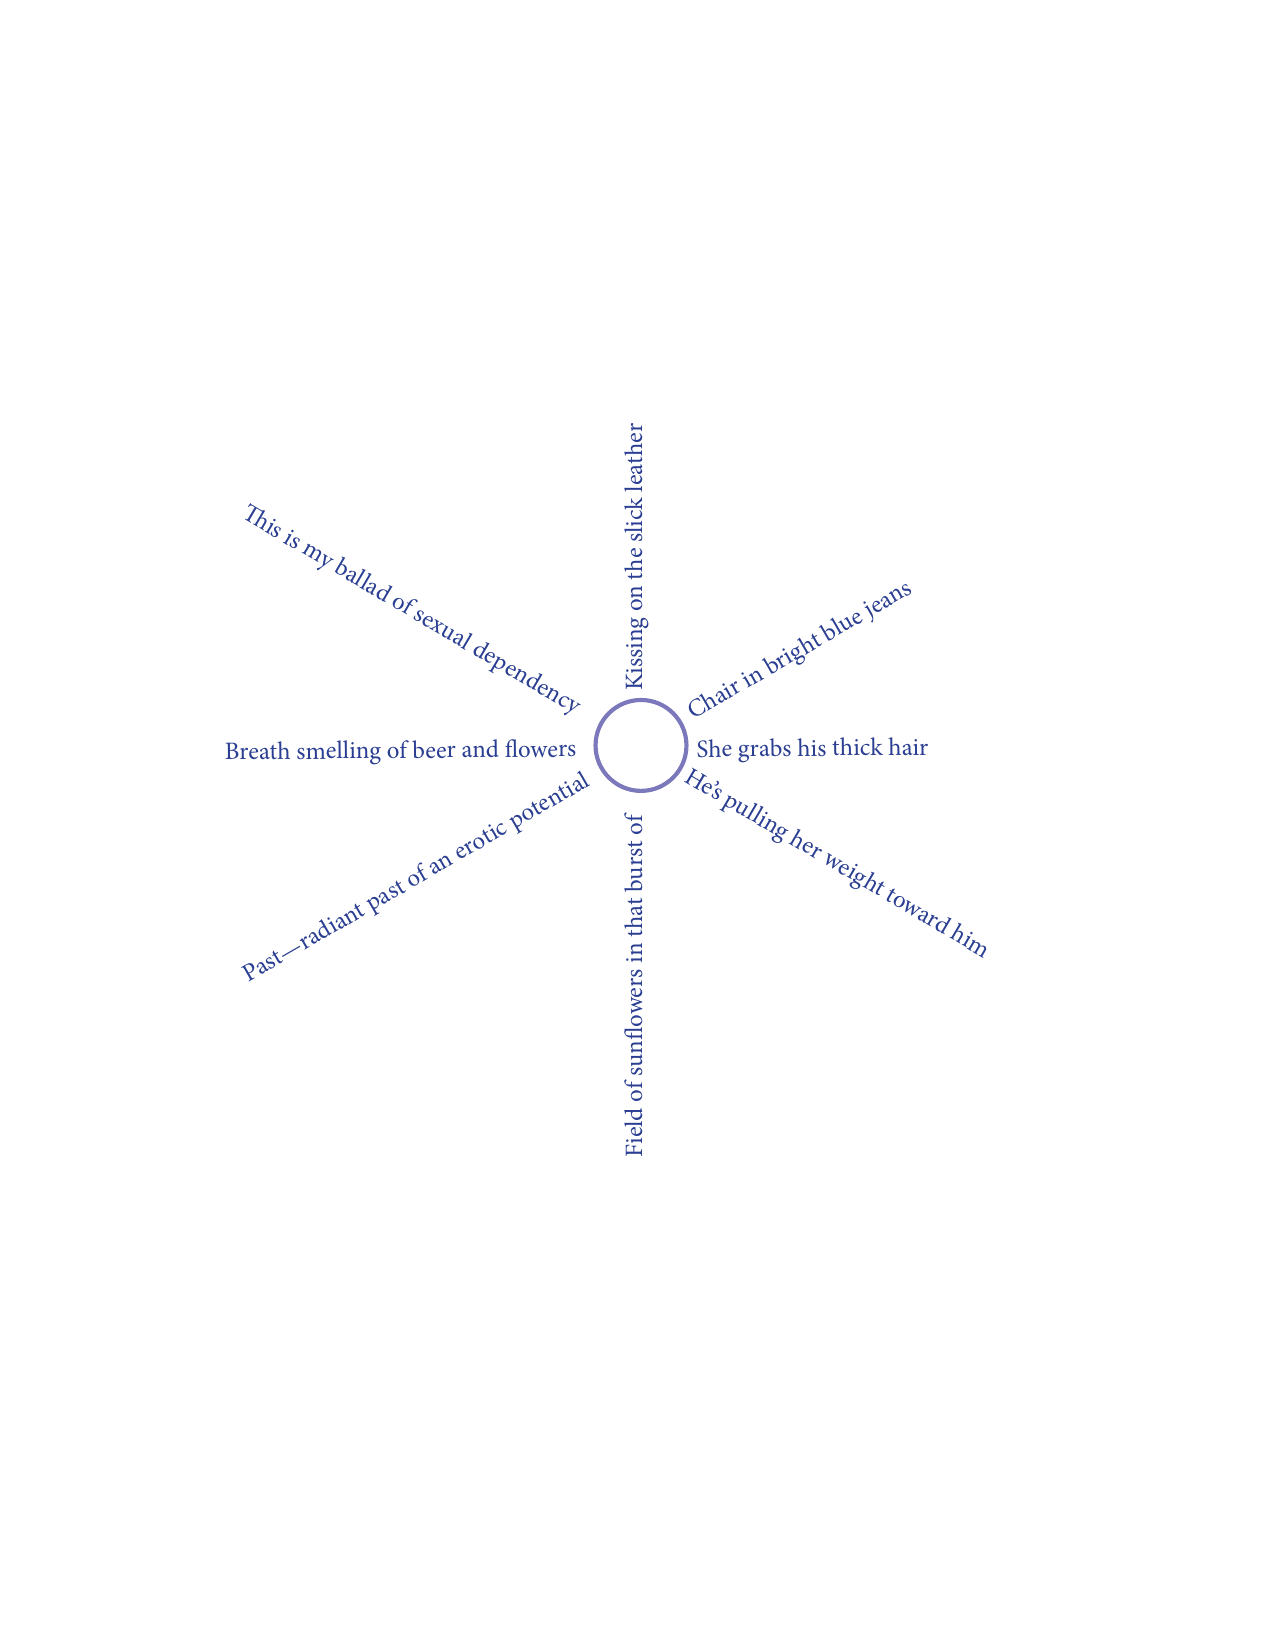 This is my ballad of sexual dependency
Kissing on the slick leather
Chair in bright blue jeans
She grabs his thick hair
He’s pulling her weight toward him
Field of sunflowers in that burst of
Past—radiant past of an erotic potential
Breath smelling of beer and flowers